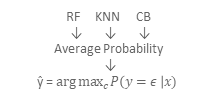 RF KNN CB
↓ ↓ ↓
Average Probability
↓
ŷ = arg max_c P(y = ϵ |x)